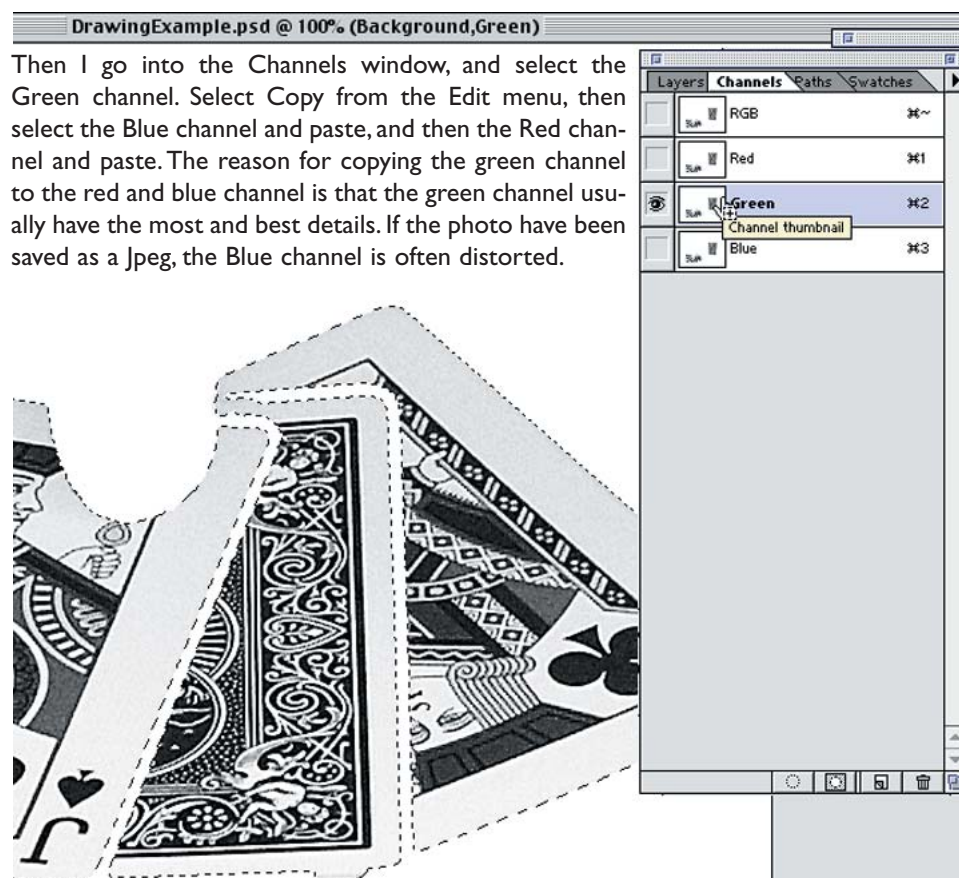 DrawingExample.psd @ 100% (Background,Green)
Then I go into the Channels window, and select the
Green channel. Select Copy from the Edit menu, then
select the Blue channel and paste, and then the Red chan-
nel and paste. The reason for copying the green channel
to the red and blue channel is that the green channel usu-
ally have the most and best details. If the photo have been
saved as a Jpeg, the Blue channel is often distorted.
Layers Channels Paths Swatches
RGB ⌘~
Red ⌘1
Green ⌘2
Channel thumbnail
Blue ⌘3
J